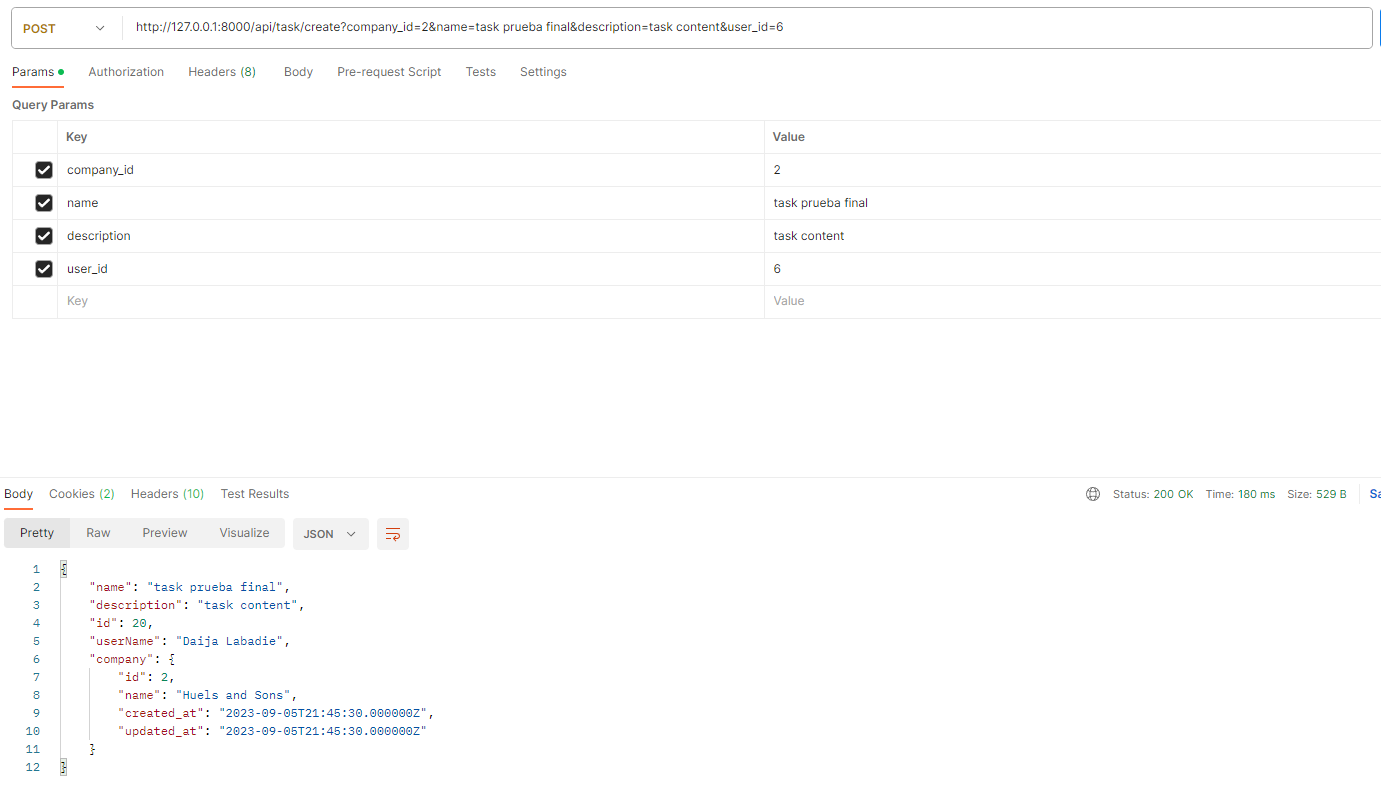 POST http://127.0.0.1:8000/api/task/create?company_id=2&name=task prueba final&description=task content&user_id=6
Params Authorization Headers (8) Body Pre-request Script Tests Settings
Query Params
Key Value
company_id 2
name task prueba final
description task content
user_id 6
Key Value
Body Cookies (2) Headers (10) Test Results Status: 200 OK Time: 180 ms Size: 529 B Sa
Pretty Raw Preview Visualize JSON
1 {
2 "name": "task prueba final",
3 "description": "task content",
4 "id": 20,
5 "userName": "Daija Labadie",
6 "company": {
7 "id": 2,
8 "name": "Huels and Sons",
9 "created_at": "2023-09-05T21:45:30.000000Z",
10 "updated_at": "2023-09-05T21:45:30.000000Z"
11 }
12 }